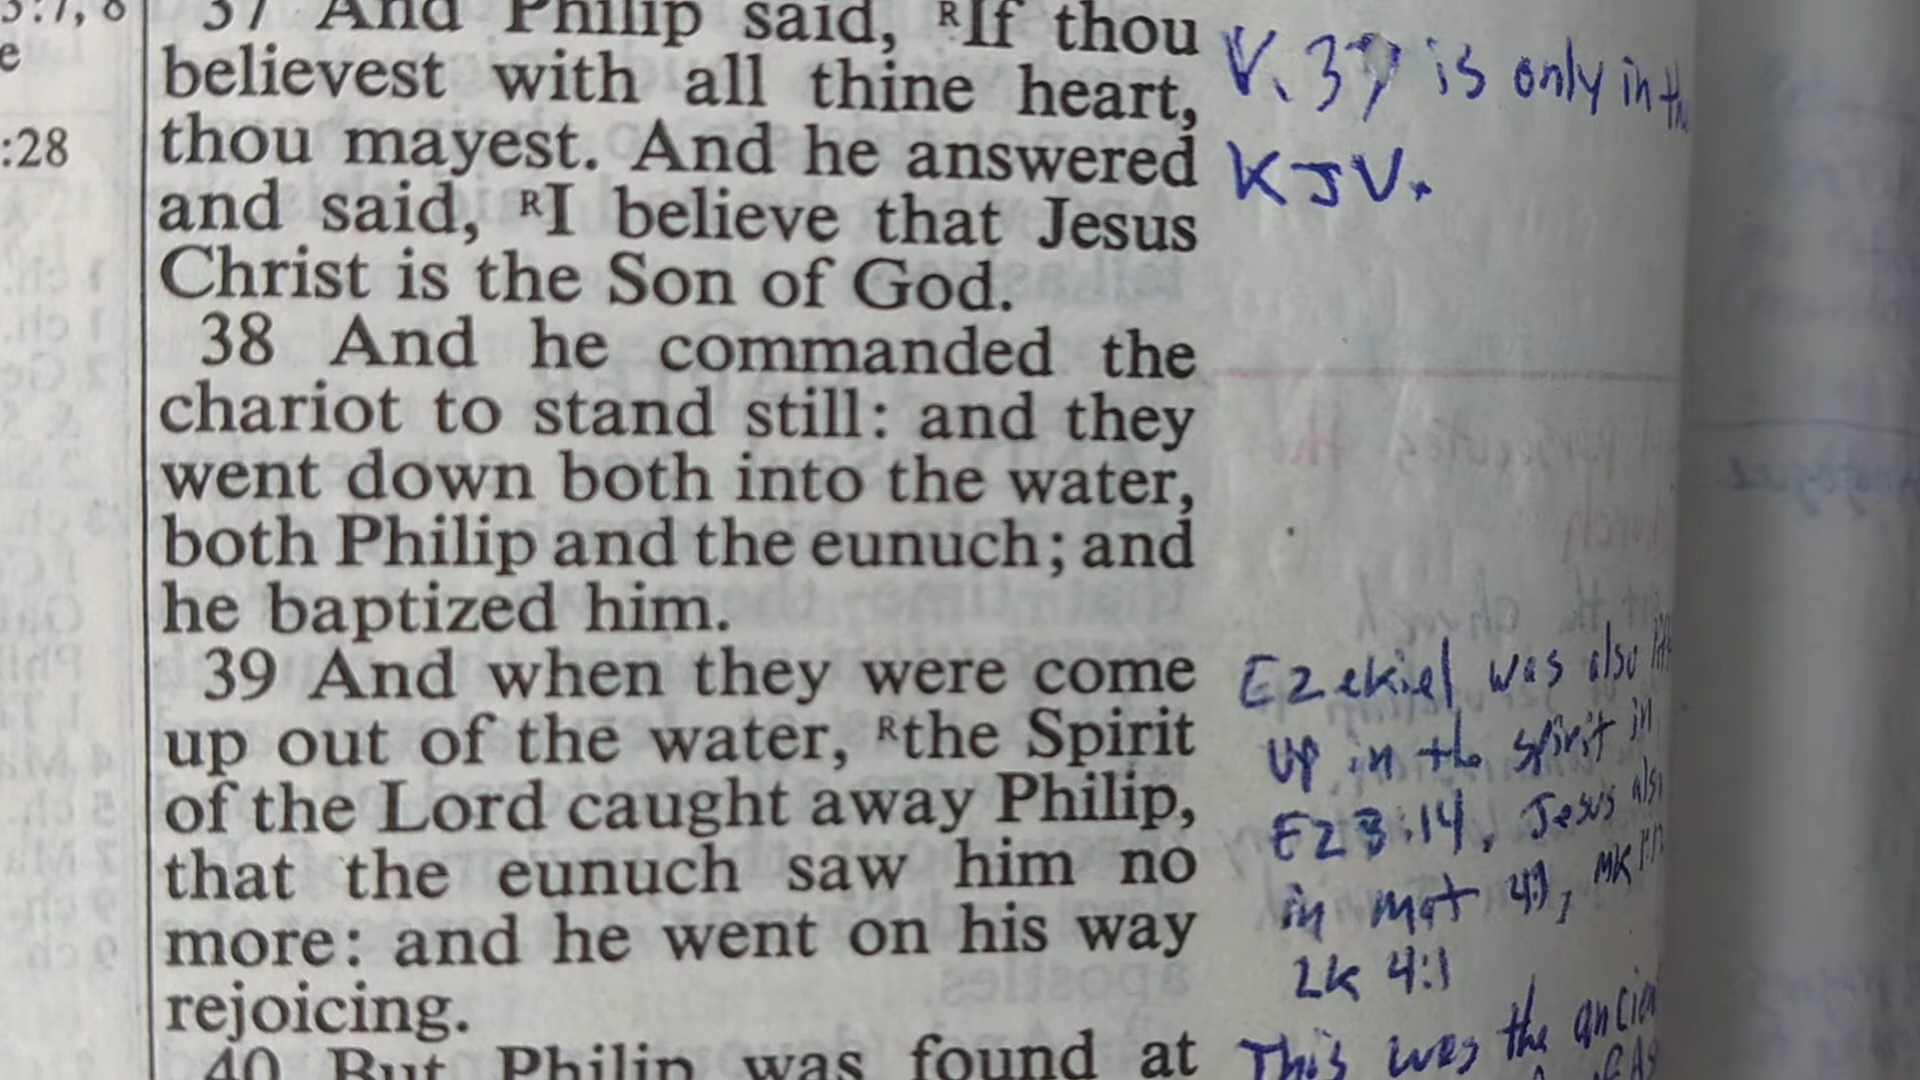 3:7, 8
e
:28
37 And Philip said, ᴿIf thou
believest with all thine heart,
thou mayest. And he answered
and said, ᴿI believe that Jesus
Christ is the Son of God.
38 And he commanded the
chariot to stand still: and they
went down both into the water,
both Philip and the eunuch; and
he baptized him.
39 And when they were come
up out of the water, ᴿthe Spirit
of the Lord caught away Philip,
that the eunuch saw him no
more: and he went on his way
rejoicing.
40 But Philip was found at
V. 37 is only in the
KJV.
Ezekiel was also
up in the spirit in
EZ 3:14, Jesus also
in mat 4:1, MK
LK 4:1
This was the